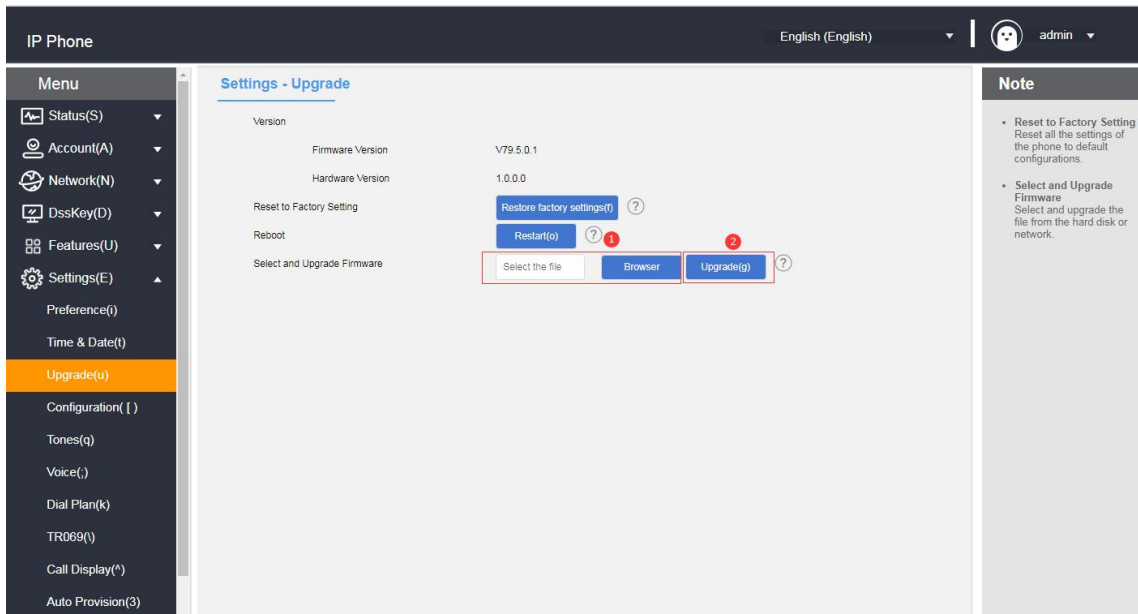 IP Phone
English (English)
admin
Menu
Status(S)
Account(A)
Network(N)
DssKey(D)
Features(U)
Settings(E)
Preference(i)
Time & Date(t)
Upgrade(u)
Configuration( [ )
Tones(q)
Voice(;)
Dial Plan(k)
TR069(\)
Call Display(^)
Auto Provision(3)
Settings - Upgrade
Version
Firmware Version V79.5.0.1
Hardware Version 1.0.0.0
Reset to Factory Setting Restore factory settings(f) ?
Reboot Restart(o) ? 1 2
Select and Upgrade Firmware Select the file Browser Upgrade(g) ?
Note
• Reset to Factory Setting
Reset all the settings of
the phone to default
configurations.
• Select and Upgrade
Firmware
Select and upgrade the
file from the hard disk or
network.